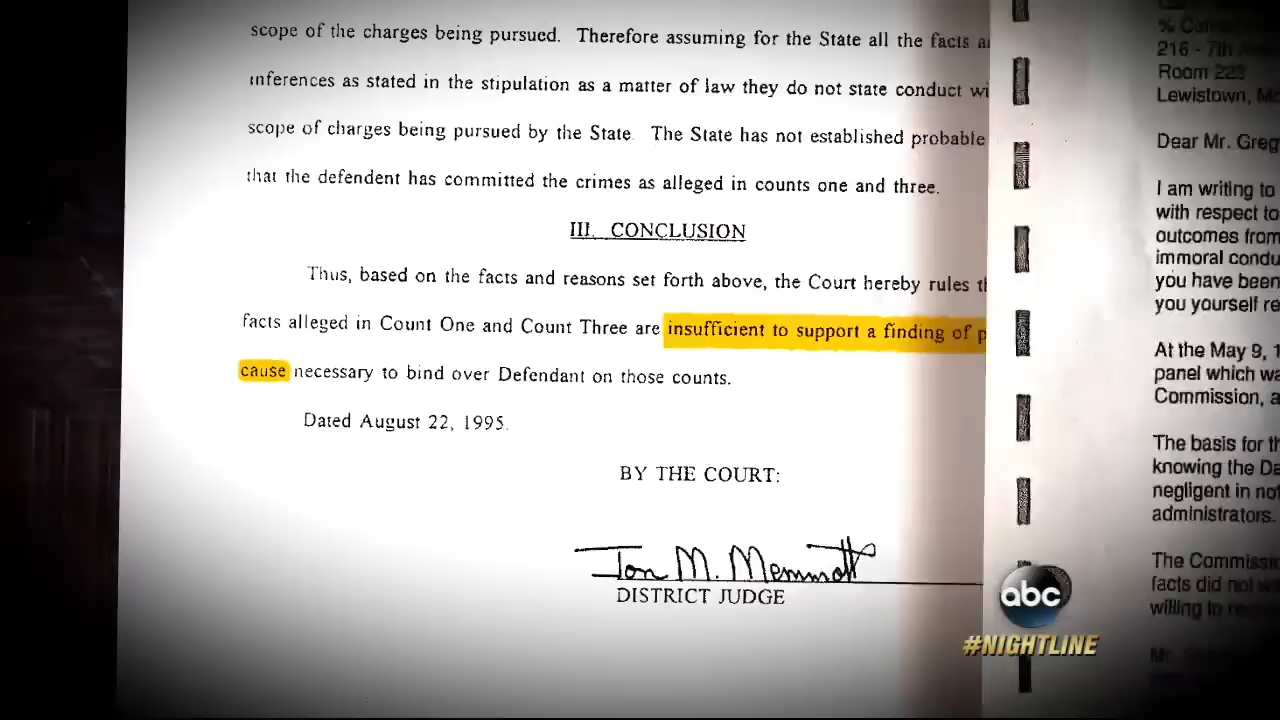 scope of the charges being pursued. Therefore assuming for the State all the facts a
inferences as stated in the stipulation as a matter of law they do not state conduct wi
scope of charges being pursued by the State. The State has not established probable
that the defendent has committed the crimes as alleged in counts one and three.
III. CONCLUSION
Thus, based on the facts and reasons set forth above, the Court hereby rules th
facts alleged in Count One and Count Three are insufficient to support a finding of p
cause necessary to bind over Defendant on those counts.
Dated August 22, 1995.
BY THE COURT:
Jon M. Memmott
DISTRICT JUDGE
216 - 7th
Room 223
Lewistown,
Dear Mr. Greg
I am writing to
with respect to
outcomes from
immoral condu
you have been
you yourself re
At the May 9, 1
panel which wa
Commission, a
The basis for th
knowing the Da
negligent in not
administrators.
The Commissi
facts did not
willing to
abc
#NIGHTLINE